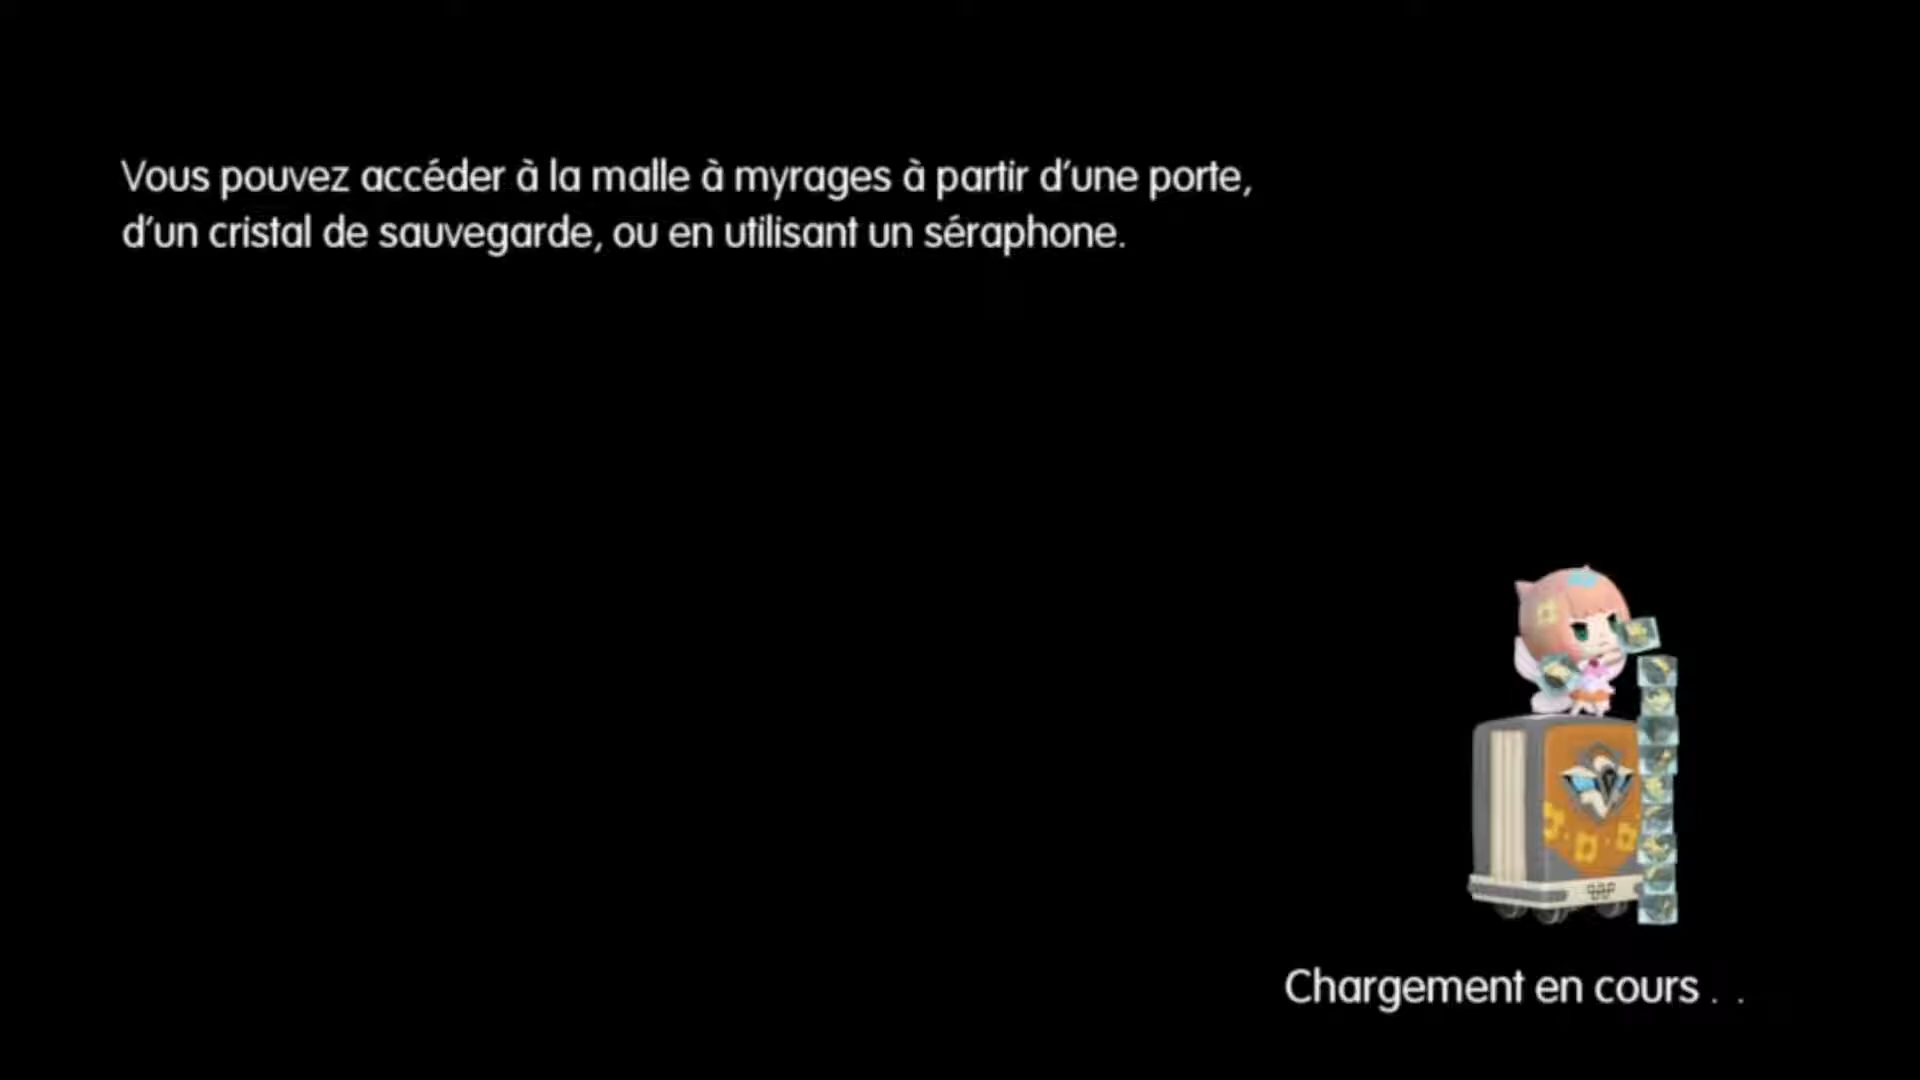 Vous pouvez accéder à la malle à myrages à partir d’une porte,
d’un cristal de sauvegarde, ou en utilisant un séraphone.
Chargement en cours . .